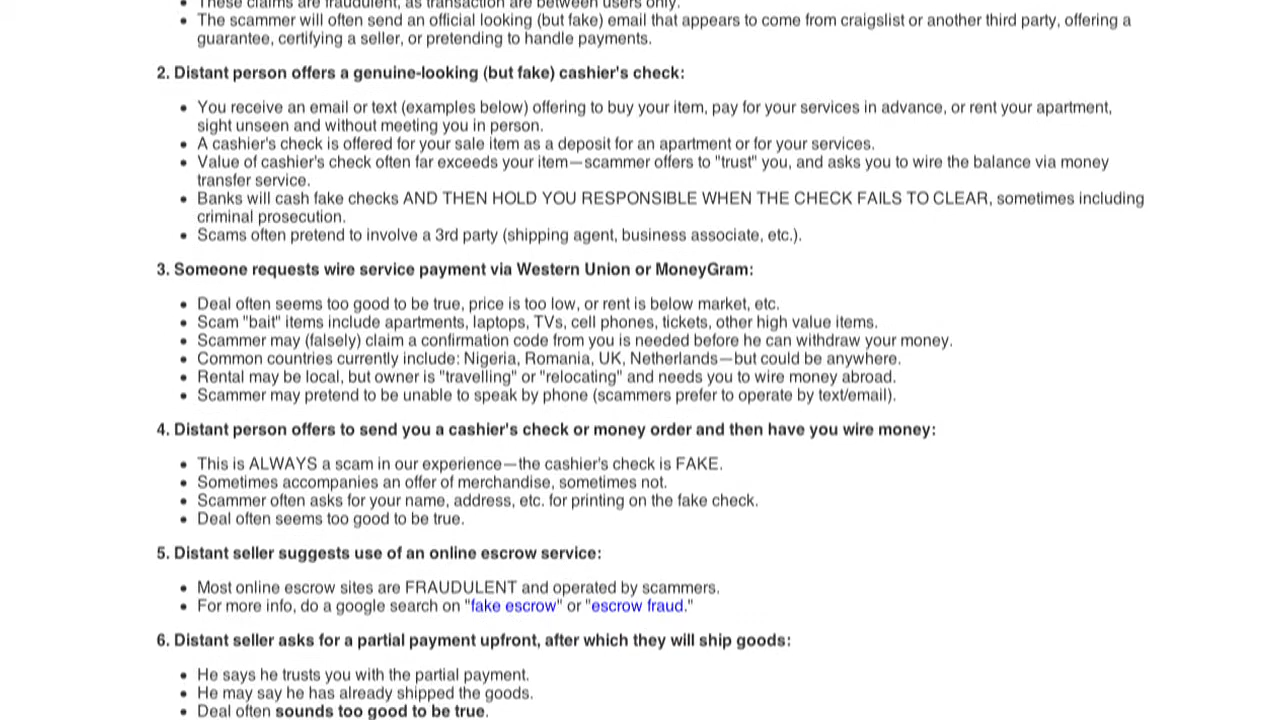 These claims are fraudulent, as transaction are between users only.
The scammer will often send an official looking (but fake) email that appears to come from craigslist or another third party, offering a
guarantee, certifying a seller, or pretending to handle payments.
2. Distant person offers a genuine-looking (but fake) cashier's check:
You receive an email or text (examples below) offering to buy your item, pay for your services in advance, or rent your apartment,
sight unseen and without meeting you in person.
A cashier's check is offered for your sale item as a deposit for an apartment or for your services.
Value of cashier's check often far exceeds your item—scammer offers to "trust" you, and asks you to wire the balance via money
transfer service.
Banks will cash fake checks AND THEN HOLD YOU RESPONSIBLE WHEN THE CHECK FAILS TO CLEAR, sometimes including
criminal prosecution.
Scams often pretend to involve a 3rd party (shipping agent, business associate, etc.).
3. Someone requests wire service payment via Western Union or MoneyGram:
Deal often seems too good to be true, price is too low, or rent is below market, etc.
Scam "bait" items include apartments, laptops, TVs, cell phones, tickets, other high value items.
Scammer may (falsely) claim a confirmation code from you is needed before he can withdraw your money.
Common countries currently include: Nigeria, Romania, UK, Netherlands—but could be anywhere.
Rental may be local, but owner is "travelling" or "relocating" and needs you to wire money abroad.
Scammer may pretend to be unable to speak by phone (scammers prefer to operate by text/email).
4. Distant person offers to send you a cashier's check or money order and then have you wire money:
This is ALWAYS a scam in our experience—the cashier's check is FAKE.
Sometimes accompanies an offer of merchandise, sometimes not.
Scammer often asks for your name, address, etc. for printing on the fake check.
Deal often seems too good to be true.
5. Distant seller suggests use of an online escrow service:
Most online escrow sites are FRAUDULENT and operated by scammers.
For more info, do a google search on "fake escrow" or "escrow fraud."
6. Distant seller asks for a partial payment upfront, after which they will ship goods:
He says he trusts you with the partial payment.
He may say he has already shipped the goods.
Deal often sounds too good to be true.